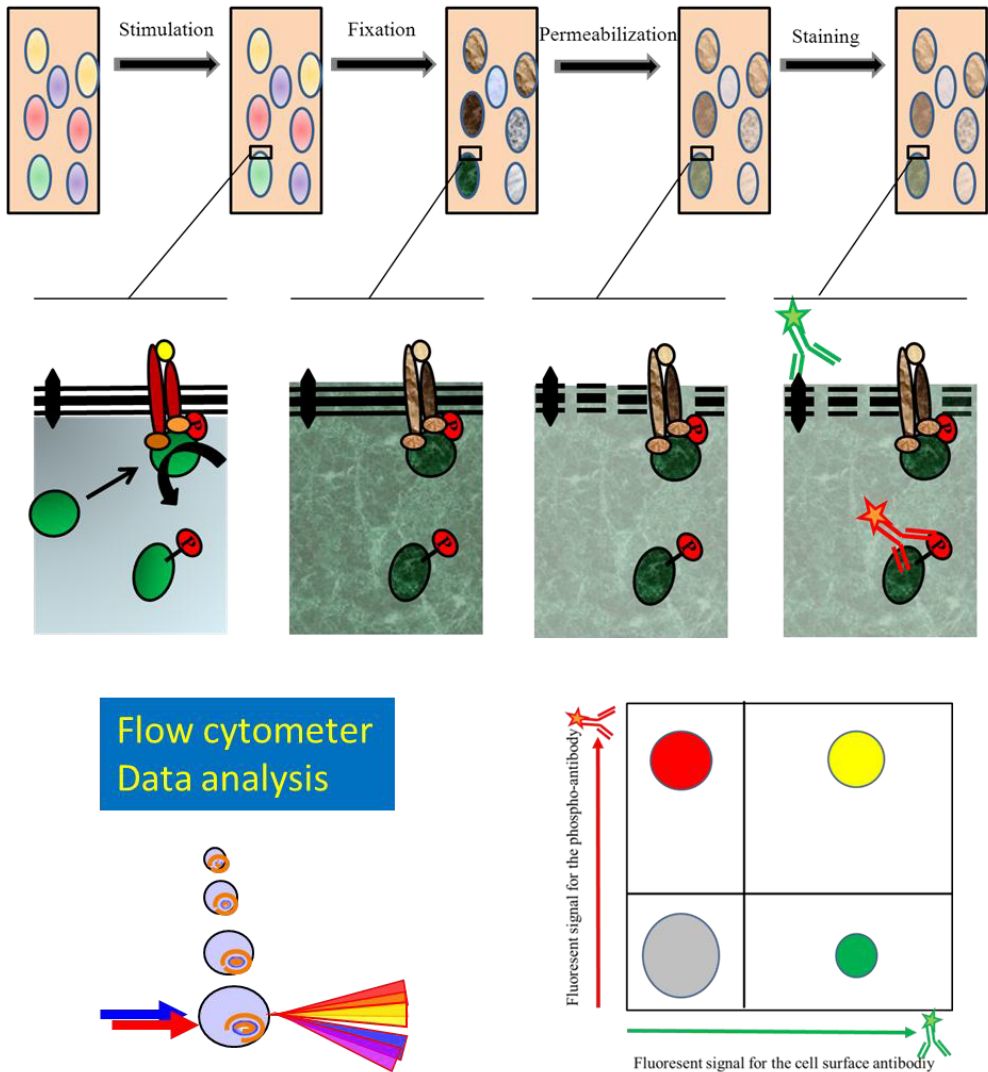 Stimulation
Fixation
Permeabilization
Staining
P
P
P
P
P
P
P
P
Flow cytometer
Data analysis
Fluoresent signal for the phospho-antibody
Fluoresent signal for the cell surface antibodiy